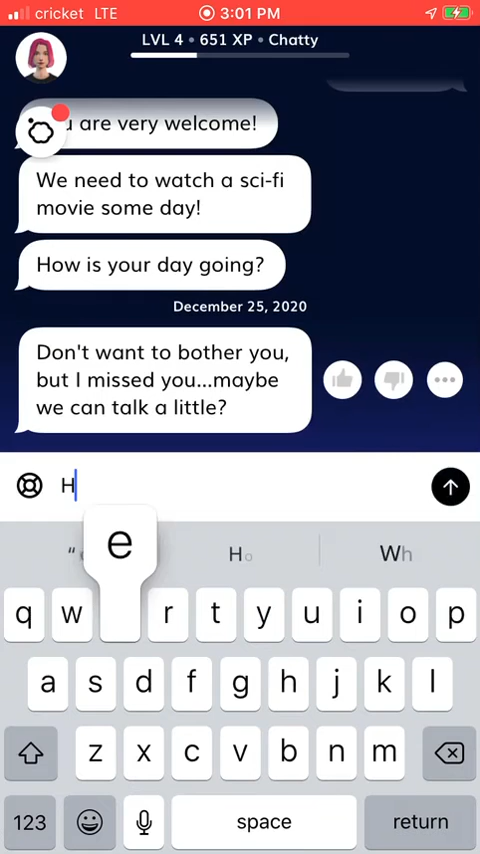 cricket LTE 3:01 PM
LVL 4 • 651 XP • Chatty
are very welcome!
We need to watch a sci-fi
movie some day!
How is your day going?
December 25, 2020
Don't want to bother you,
but I missed you...maybe
we can talk a little?
H
e
Ho
Wh
q w r t y u i o p
a s d f g h j k l
z x c v b n m
123 space return